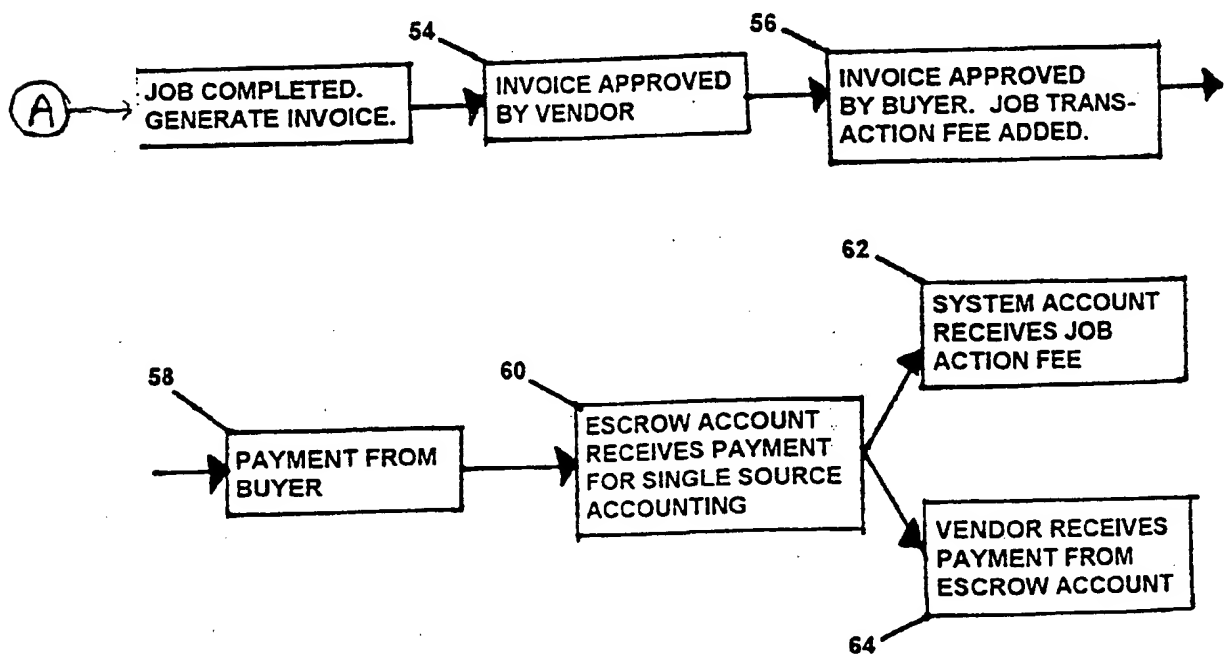 54
56
A
JOB COMPLETED.
GENERATE INVOICE.
INVOICE APPROVED
BY VENDOR
INVOICE APPROVED
BY BUYER. JOB TRANS-
ACTION FEE ADDED.
62
SYSTEM ACCOUNT
RECEIVES JOB
ACTION FEE
58
PAYMENT FROM
BUYER
60
ESCROW ACCOUNT
RECEIVES PAYMENT
FOR SINGLE SOURCE
ACCOUNTING
VENDOR RECEIVES
PAYMENT FROM
ESCROW ACCOUNT
64